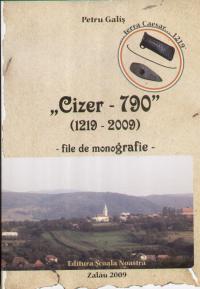 Petru Galiș
...terra Caesar...1219
„Cizer - 790”
(1219 - 2009)
- file de monografie -
Editura Școala Noastră
Zalău 2009